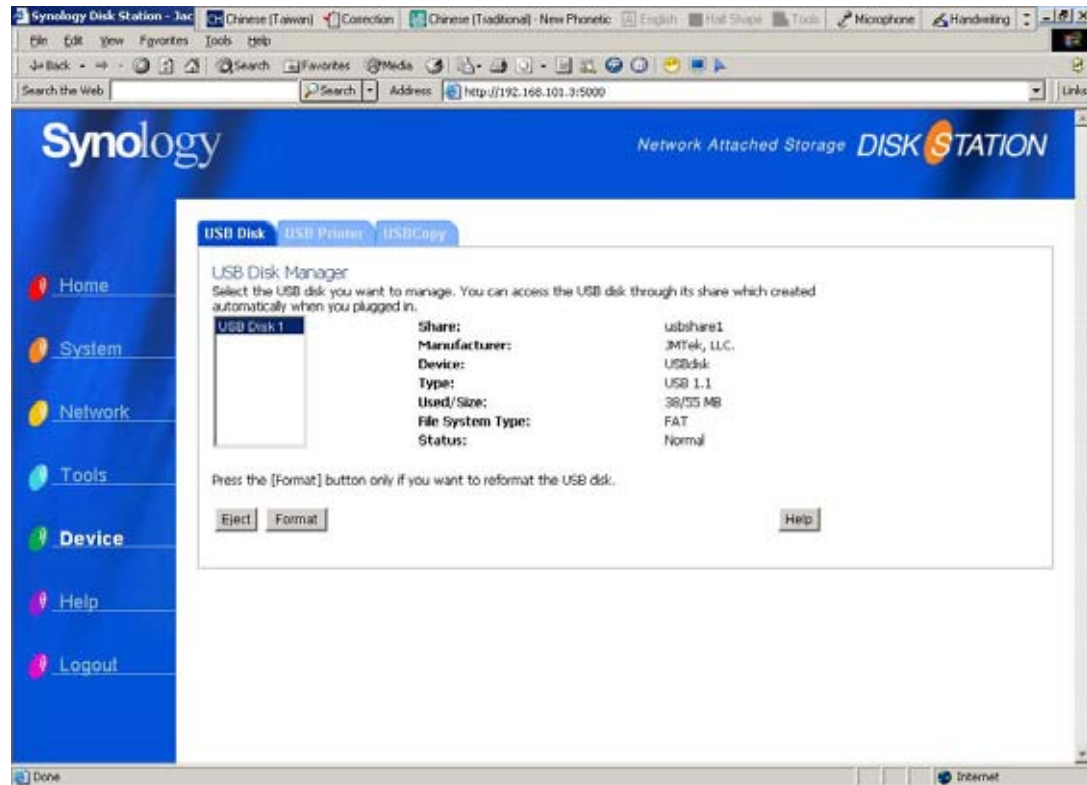 Synology Disk Station - Jac CH Chinese (Taiwan) Correction Chinese (Traditional) - New Phonetic A English Half Shape Tools Microphone Handwriting
File Edit View Favorites Tools Help
Back Search Favorites Media
Search the Web Search Address http://192.168.101.3:5000 Links
Synology
Network Attached Storage DISK STATION
USB Disk USB Printer USBCopy
Home
System
Network
Tools
Device
Help
Logout
USB Disk Manager
Select the USB disk you want to manage. You can access the USB disk through its share which created
automatically when you plugged in.
USB Disk 1
Share: usbshare1
Manufacturer: JMTek, LLC.
Device: USBdisk
Type: USB 1.1
Used/Size: 38/55 MB
File System Type: FAT
Status: Normal
Press the [Format] button only if you want to reformat the USB disk.
Eject Format Help
Done Internet